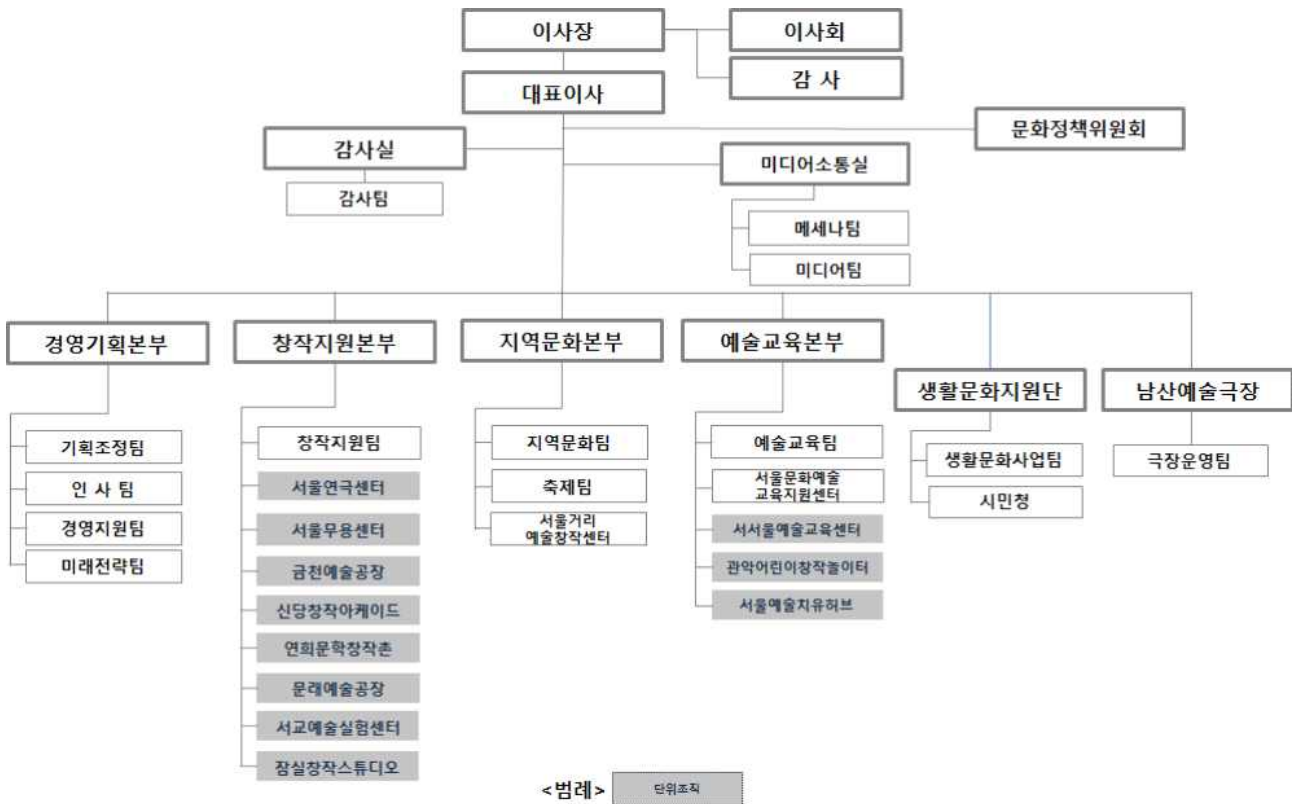 이사장
이사회
감 사
대표이사
문화정책위원회
감사실
미디어소통실
감사팀
메세나팀
미디어팀
경영기획본부
창작지원본부
지역문화본부
예술교육본부
생활문화지원단
남산예술극장
기획조정팀
인 사 팀
경영지원팀
미래전략팀
창작지원팀
서울연극센터
서울무용센터
금천예술공장
신당창작아케이드
연희문학창작촌
문래예술공장
서교예술실험센터
잠실창작스튜디오
지역문화팀
축제팀
서울거리
예술창작센터
예술교육팀
서울문화예술
교육지원센터
서서울예술교육센터
관악어린이창작놀이터
서울예술치유허브
생활문화사업팀
시민청
극장운영팀
<범례>
단위조직